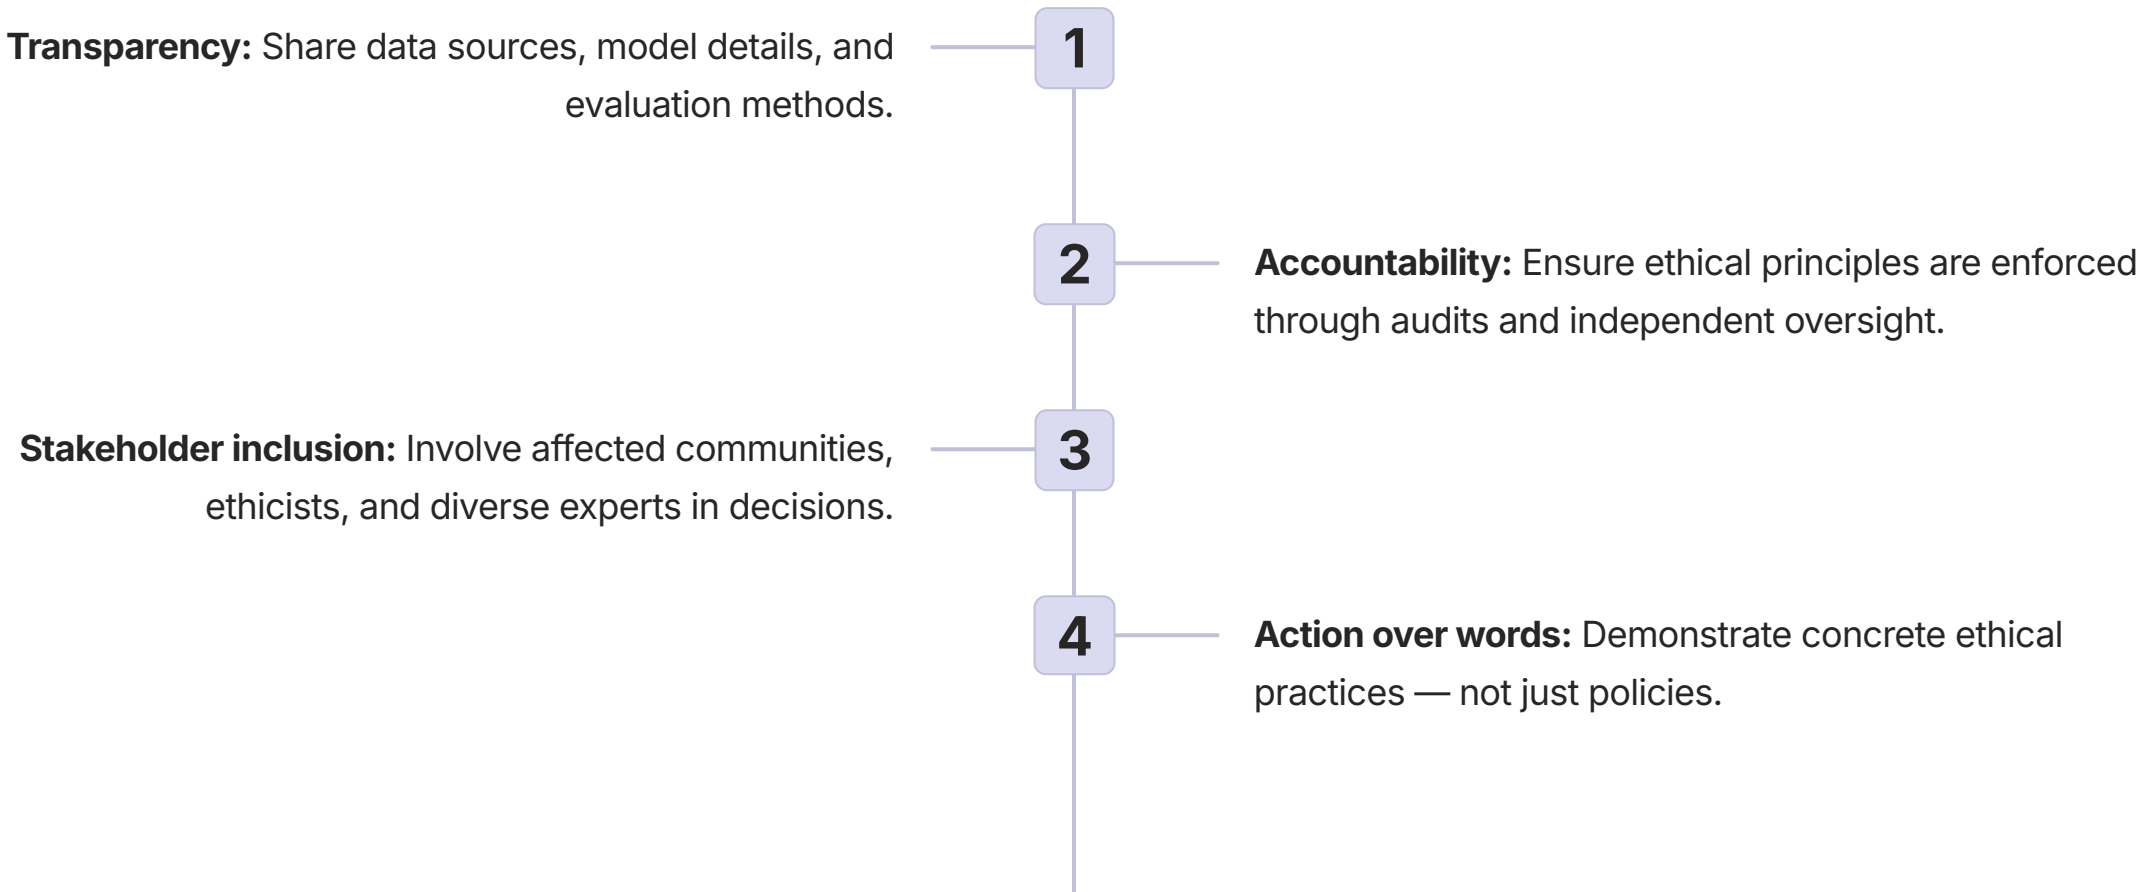 Transparency: Share data sources, model details, and
evaluation methods.
1
2
Accountability: Ensure ethical principles are enforced
through audits and independent oversight.
Stakeholder inclusion: Involve affected communities,
ethicists, and diverse experts in decisions.
3
4
Action over words: Demonstrate concrete ethical
practices — not just policies.